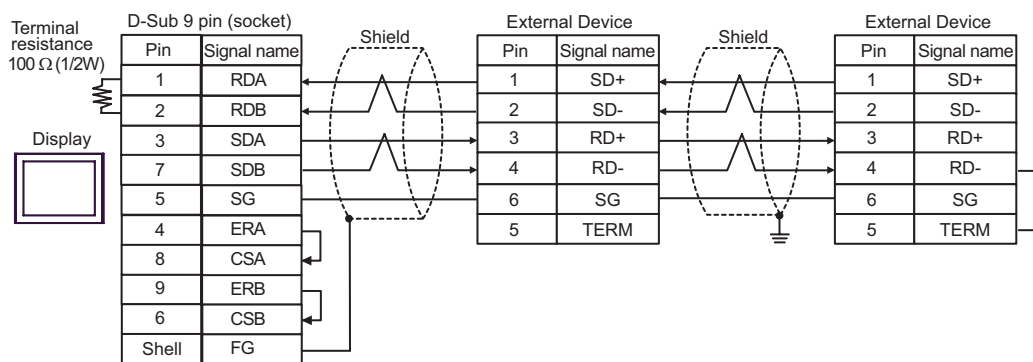 Terminal
resistance
100 Ω (1/2W)
Display
D-Sub 9 pin (socket)
Pin Signal name
1 RDA
2 RDB
3 SDA
7 SDB
5 SG
4 ERA
8 CSA
9 ERB
6 CSB
Shell FG
Shield
External Device
Pin Signal name
1 SD+
2 SD-
3 RD+
4 RD-
6 SG
5 TERM
Shield
External Device
Pin Signal name
1 SD+
2 SD-
3 RD+
4 RD-
6 SG
5 TERM